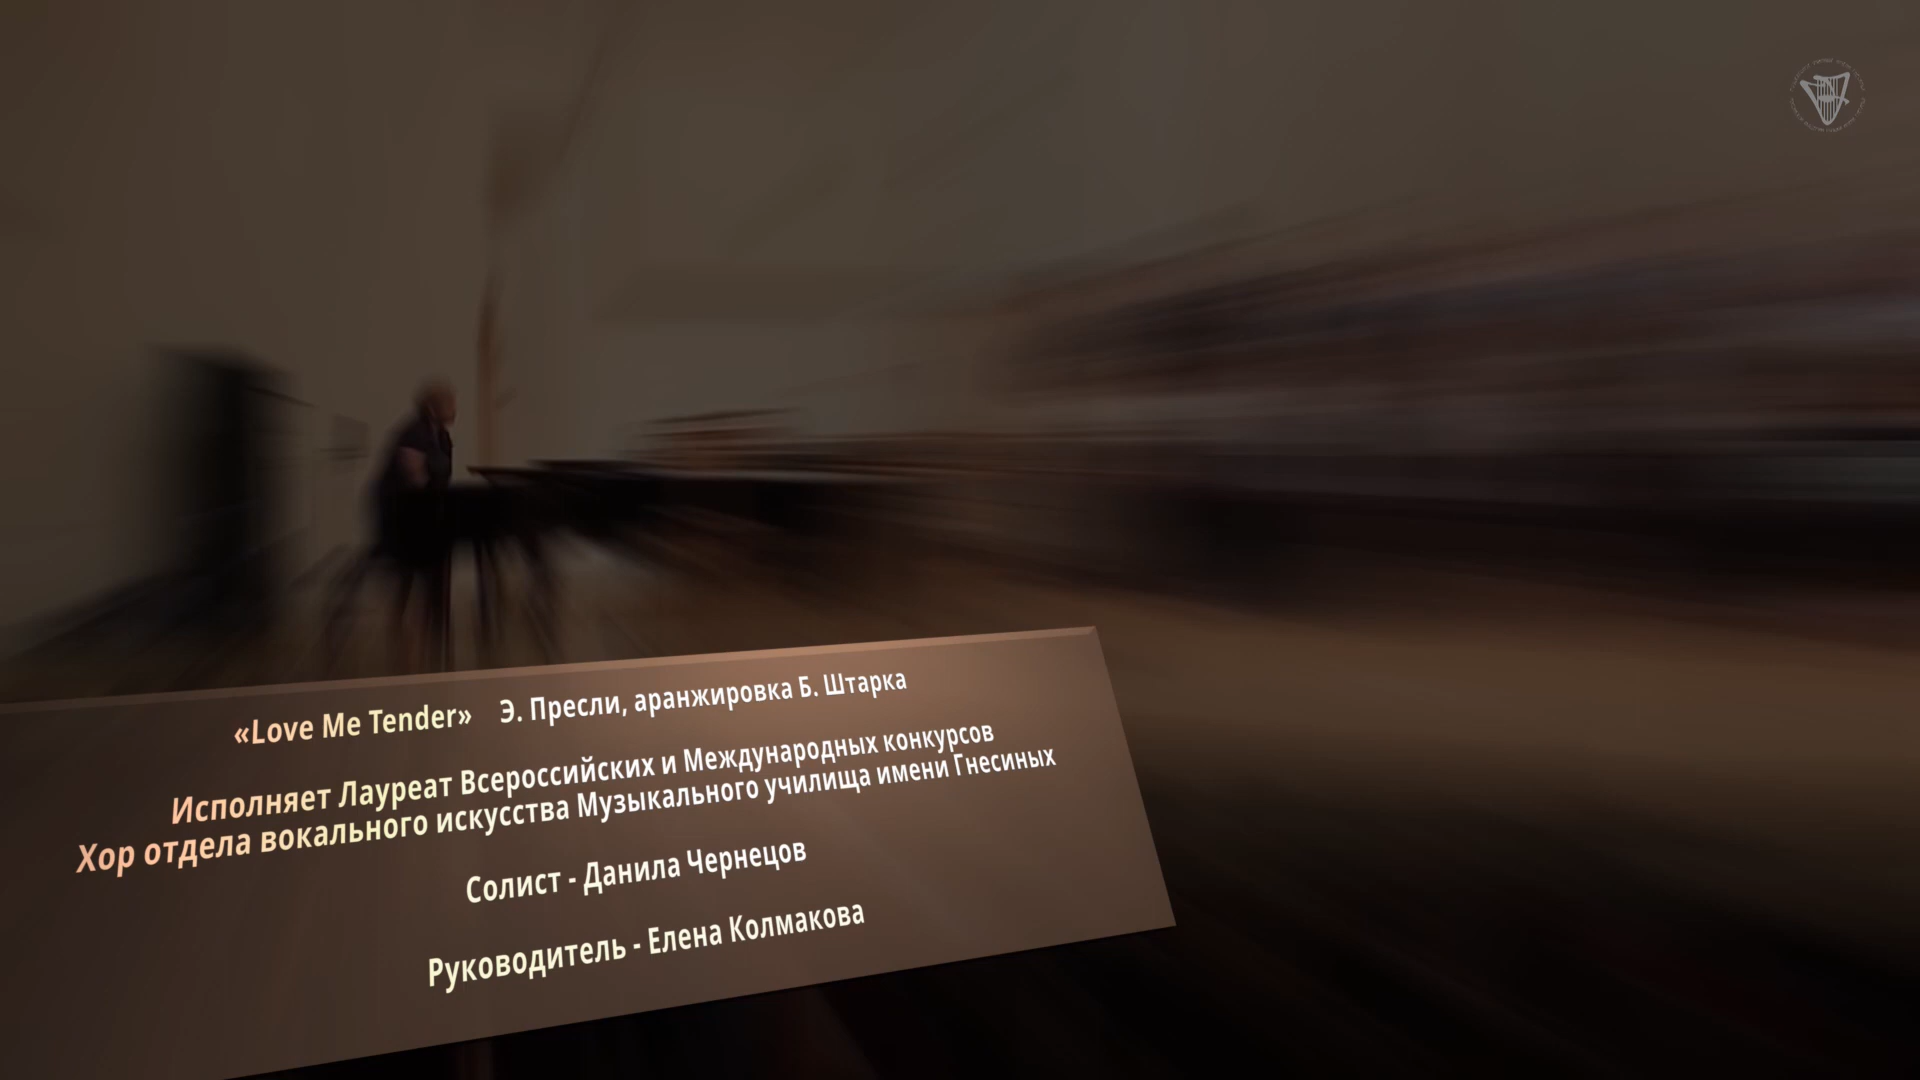 «Love Me Tender» Э. Пресли, аранжировка Б. Штарка
Исполняет Лауреат Всероссийских и Международных конкурсов
Хор отдела вокального искусства Музыкального училища имени Гнесиных
Солист - Данила Чернецов
Руководитель - Елена Колмакова